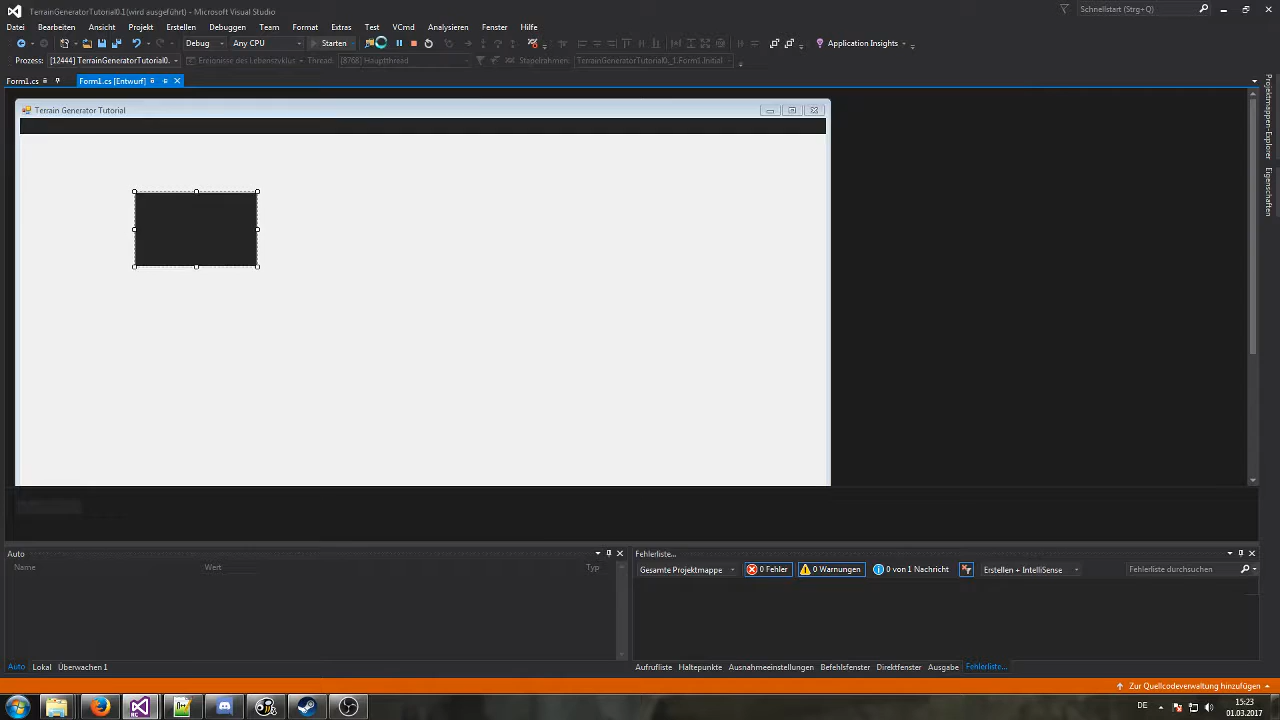 TerrainGeneratorTutorial0.1(wird ausgeführt) - Microsoft Visual Studio
Schnellstart (Strg+Q)
Datei Bearbeiten Ansicht Projekt Erstellen Debuggen Team Format Extras Test VCmd Analysieren Fenster Hilfe
Debug Any CPU Starten Application Insights
Prozess: [12444] TerrainGeneratorTutorial0. Ereignisse des Lebenszyklus Thread: [8768] Hauptthread Stapelrahmen: TerrainGeneratorTutorial0._1.Form1.Initial
Form1.cs Form1.cs [Entwurf]
Projektmappen-Explorer
Eigenschaften
Terrain Generator Tutorial
Auto
Name Wert Typ
Fehlerliste...
Gesamte Projektmappe 0 Fehler 0 Warnungen 0 von 1 Nachricht Erstellen + IntelliSense Fehlerliste durchsuchen
Auto Lokal Überwachen 1
Aufrufliste Haltepunkte Ausnahmeeinstellungen Befehlsfenster Direktfenster Ausgabe Fehlerliste...
Zur Quellcodeverwaltung hinzufügen
DE
15:23
01.03.2017